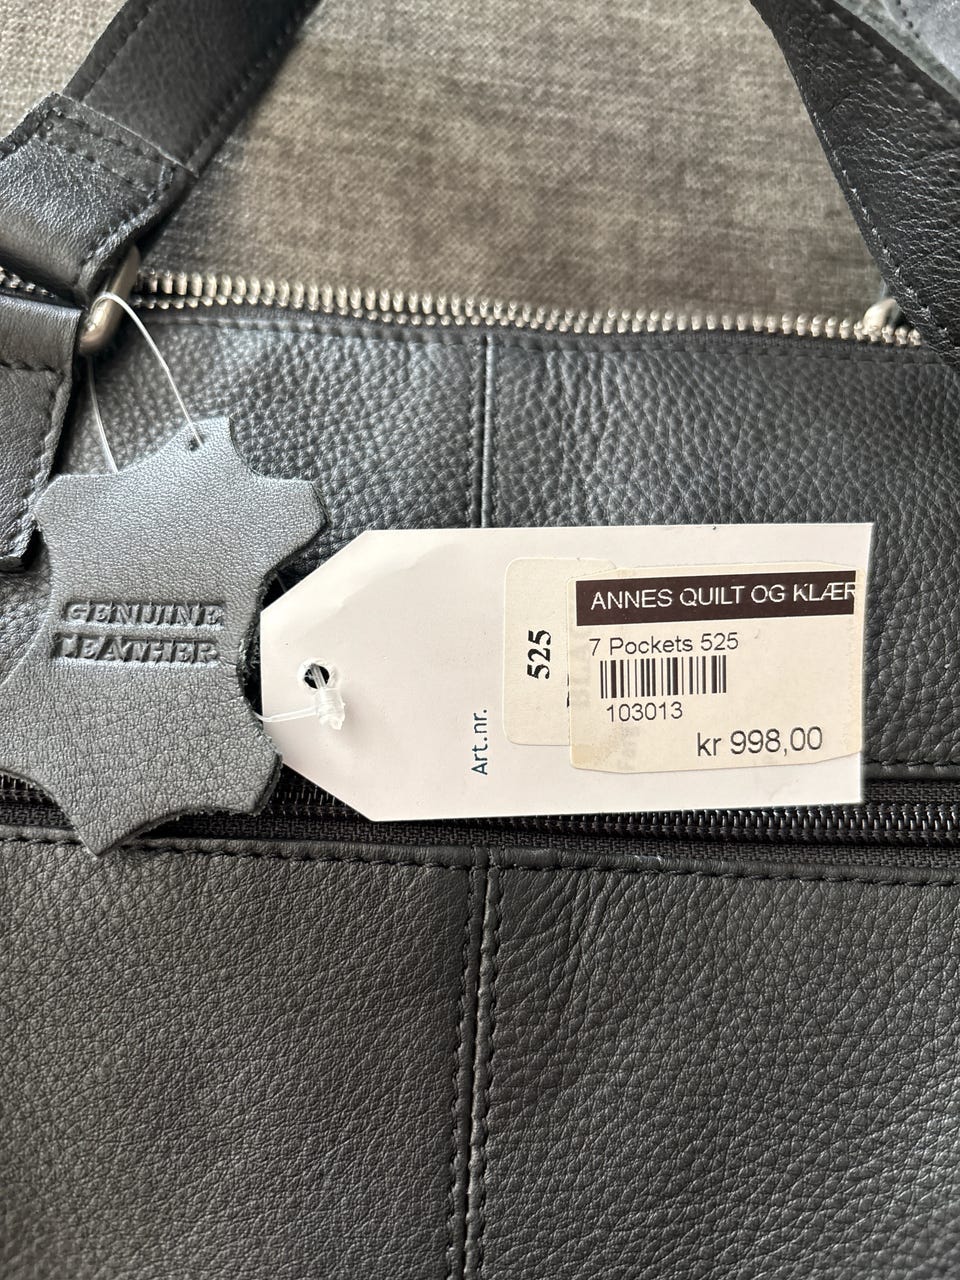 GENUINE
LEATHER
Art.nr.
525
ANNES QUILT OG KLÆR
7 Pockets 525
103013
kr 998,00